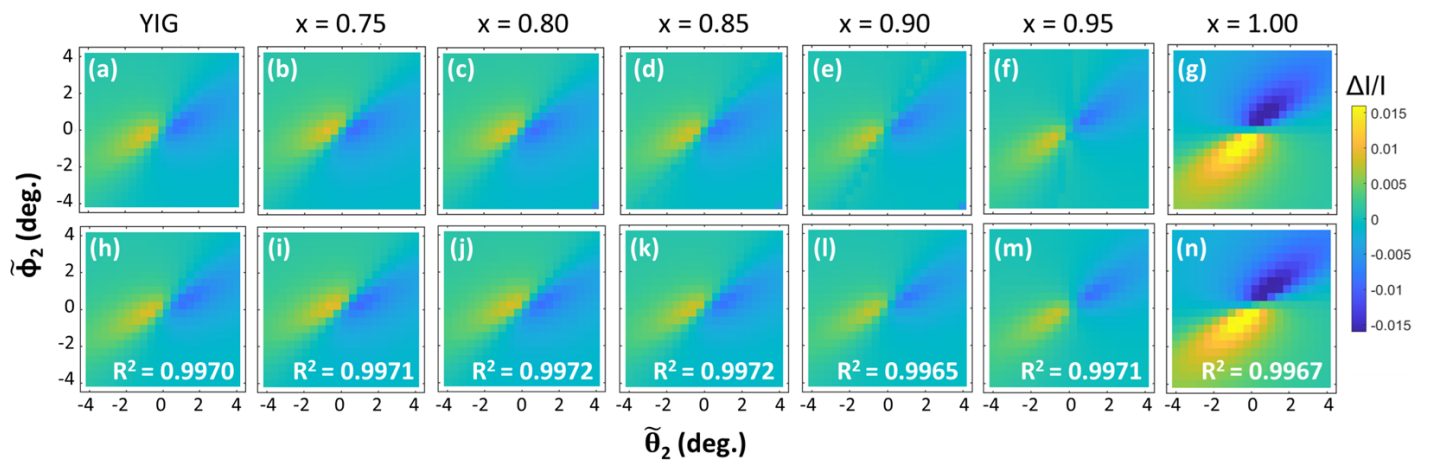 YIG x = 0.75 x = 0.80 x = 0.85 x = 0.90 x = 0.95 x = 1.00
(a) (b) (c) (d) (e) (f) (g)
4
2
0
-2
-4
ΔI/I
0.015
0.01
0.005
0
-0.005
-0.01
-0.015
(h) (i) (j) (k) (l) (m) (n)
4
2
0
-2
-4
R² = 0.9970 R² = 0.9971 R² = 0.9972 R² = 0.9972 R² = 0.9965 R² = 0.9971 R² = 0.9967
-4 -2 0 2 4 -4 -2 0 2 4 -4 -2 0 2 4 -4 -2 0 2 4 -4 -2 0 2 4 -4 -2 0 2 4 -4 -2 0 2 4
ϕ̃₂ (deg.)
θ̃₂ (deg.)